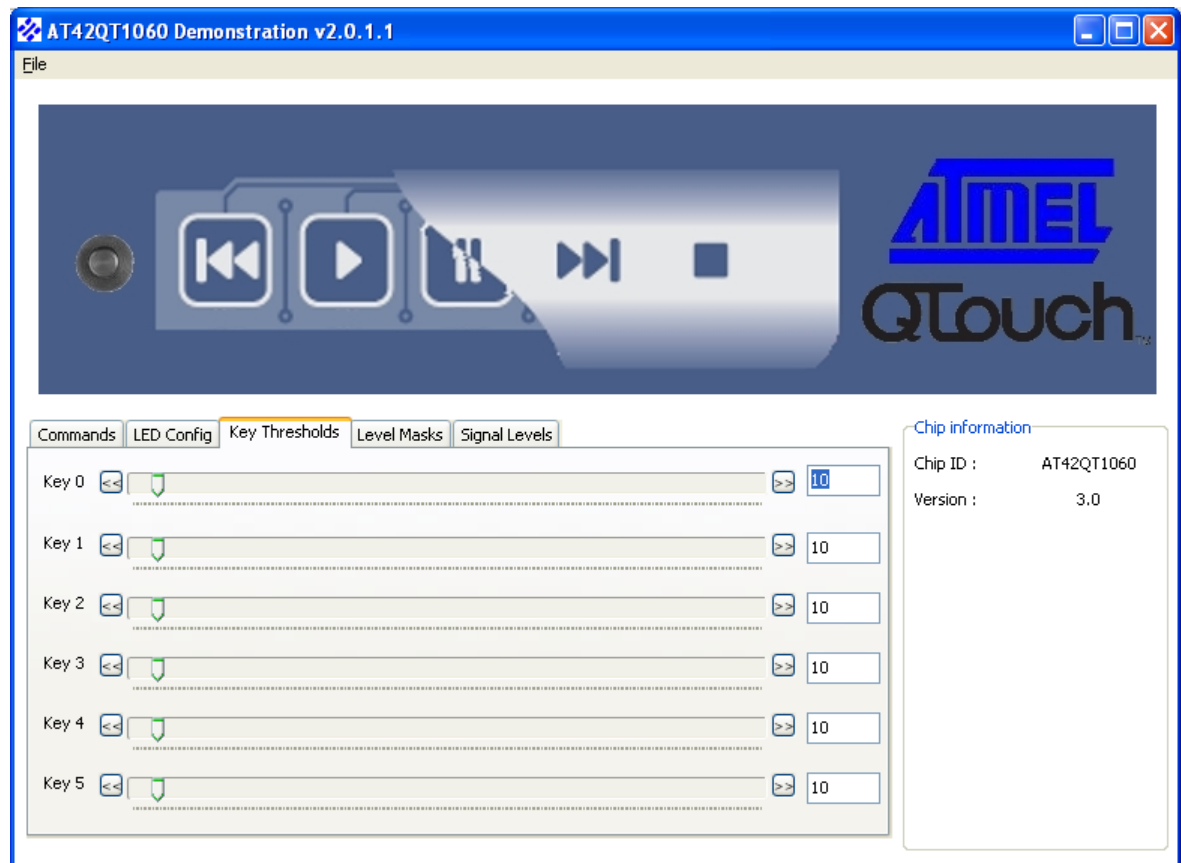 AT42QT1060 Demonstration v2.0.1.1
File
ATMEL
QTouch™
Commands LED Config Key Thresholds Level Masks Signal Levels
Key 0 << >> 10
Key 1 << >> 10
Key 2 << >> 10
Key 3 << >> 10
Key 4 << >> 10
Key 5 << >> 10
Chip information
Chip ID : AT42QT1060
Version : 3.0